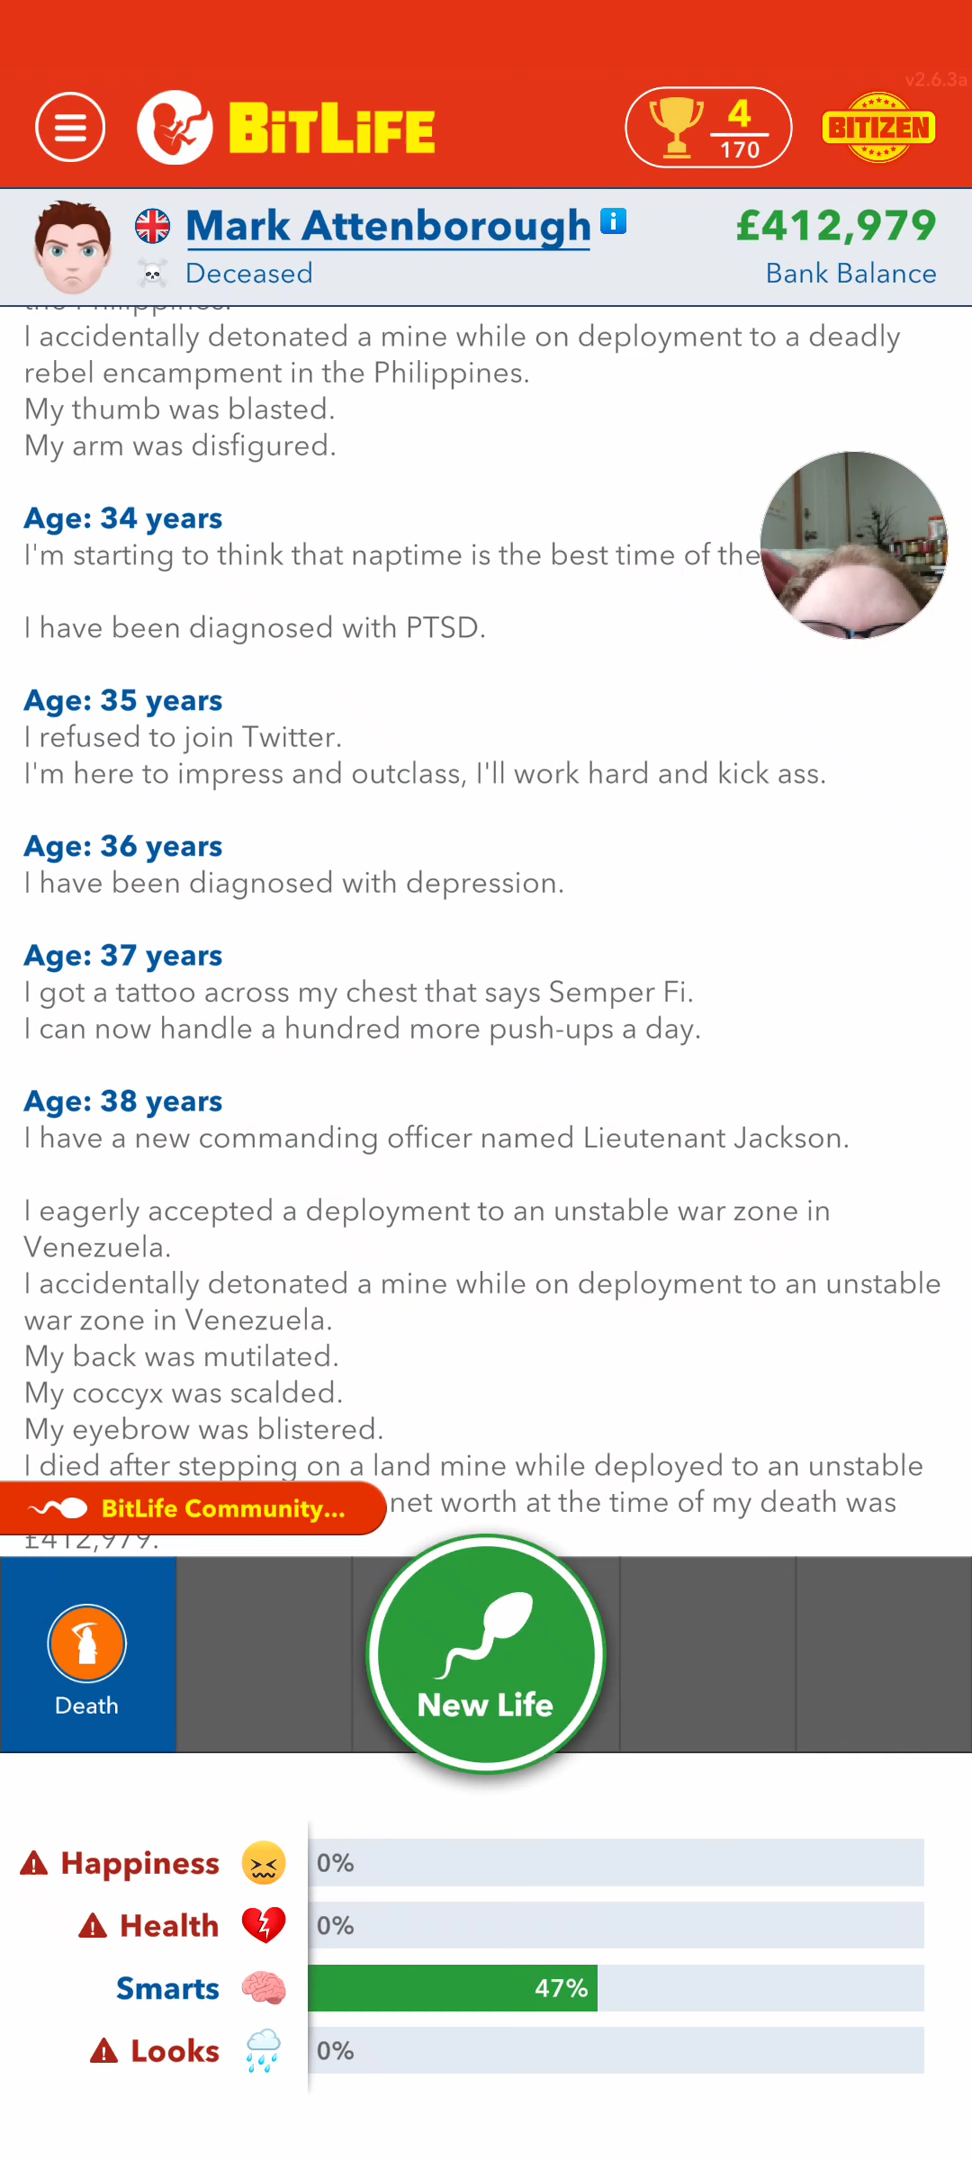 v2.6.3a
BiTLiFE
4
170
BITIZEN
Mark Attenborough
£412,979
Deceased
Bank Balance
the Philippines.
I accidentally detonated a mine while on deployment to a deadly
rebel encampment in the Philippines.
My thumb was blasted.
My arm was disfigured.
Age: 34 years
I'm starting to think that naptime is the best time of the
I have been diagnosed with PTSD.
Age: 35 years
I refused to join Twitter.
I'm here to impress and outclass, I'll work hard and kick ass.
Age: 36 years
I have been diagnosed with depression.
Age: 37 years
I got a tattoo across my chest that says Semper Fi.
I can now handle a hundred more push-ups a day.
Age: 38 years
I have a new commanding officer named Lieutenant Jackson.
I eagerly accepted a deployment to an unstable war zone in
Venezuela.
I accidentally detonated a mine while on deployment to an unstable
war zone in Venezuela.
My back was mutilated.
My coccyx was scalded.
My eyebrow was blistered.
I died after stepping on a land mine while deployed to an unstable
BitLife Community...
net worth at the time of my death was
£412,979.
Death
New Life
Happiness
0%
Health
0%
Smarts
47%
Looks
0%